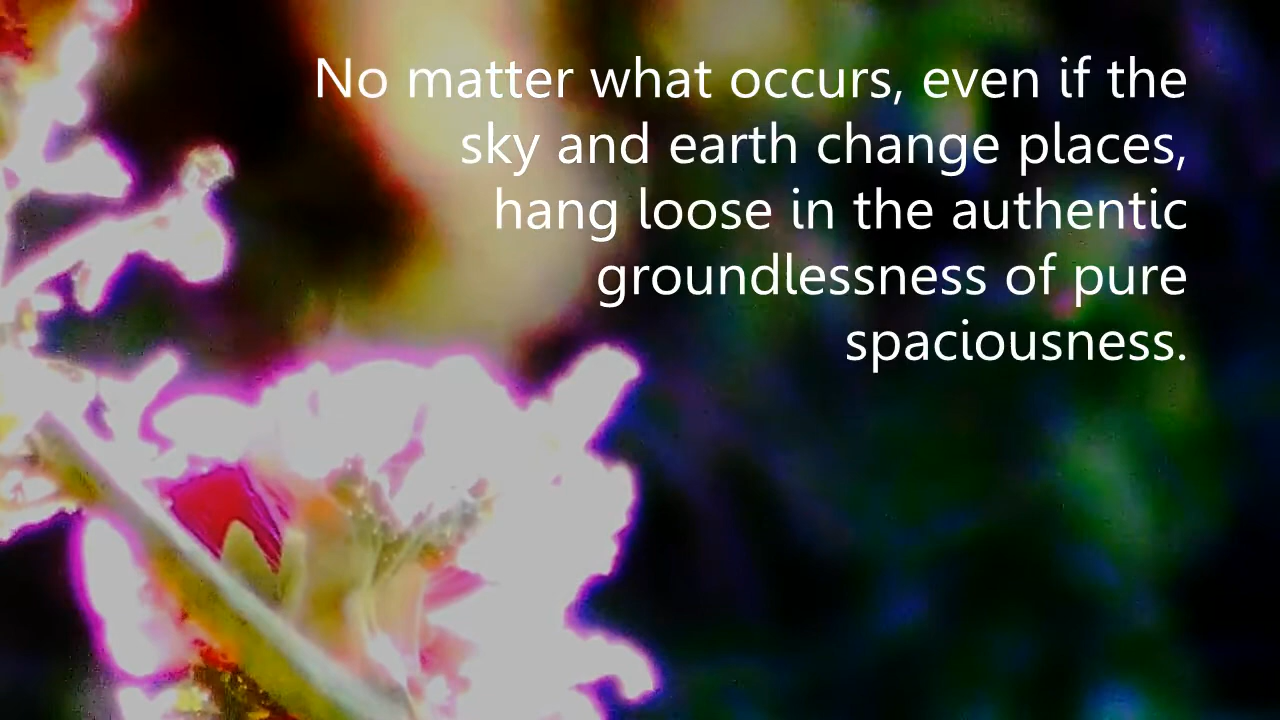 No matter what occurs, even if the
sky and earth change places,
hang loose in the authentic
groundlessness of pure
spaciousness.